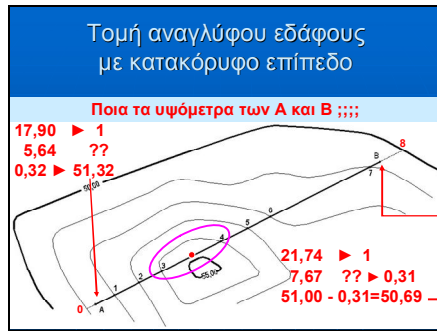 Τομή αναγλύφου εδάφους
με κατακόρυφο επίπεδο
Ποια τα υψόμετρα των Α και Β ;;;;
17,90 ► 1
5,64 ??
0,32 ► 51,32
50,00
8
B
7
6
5
4
3
2
1
0
A
55,00
21,74 ► 1
7,67 ?? ► 0,31
51,00 - 0,31=50,69